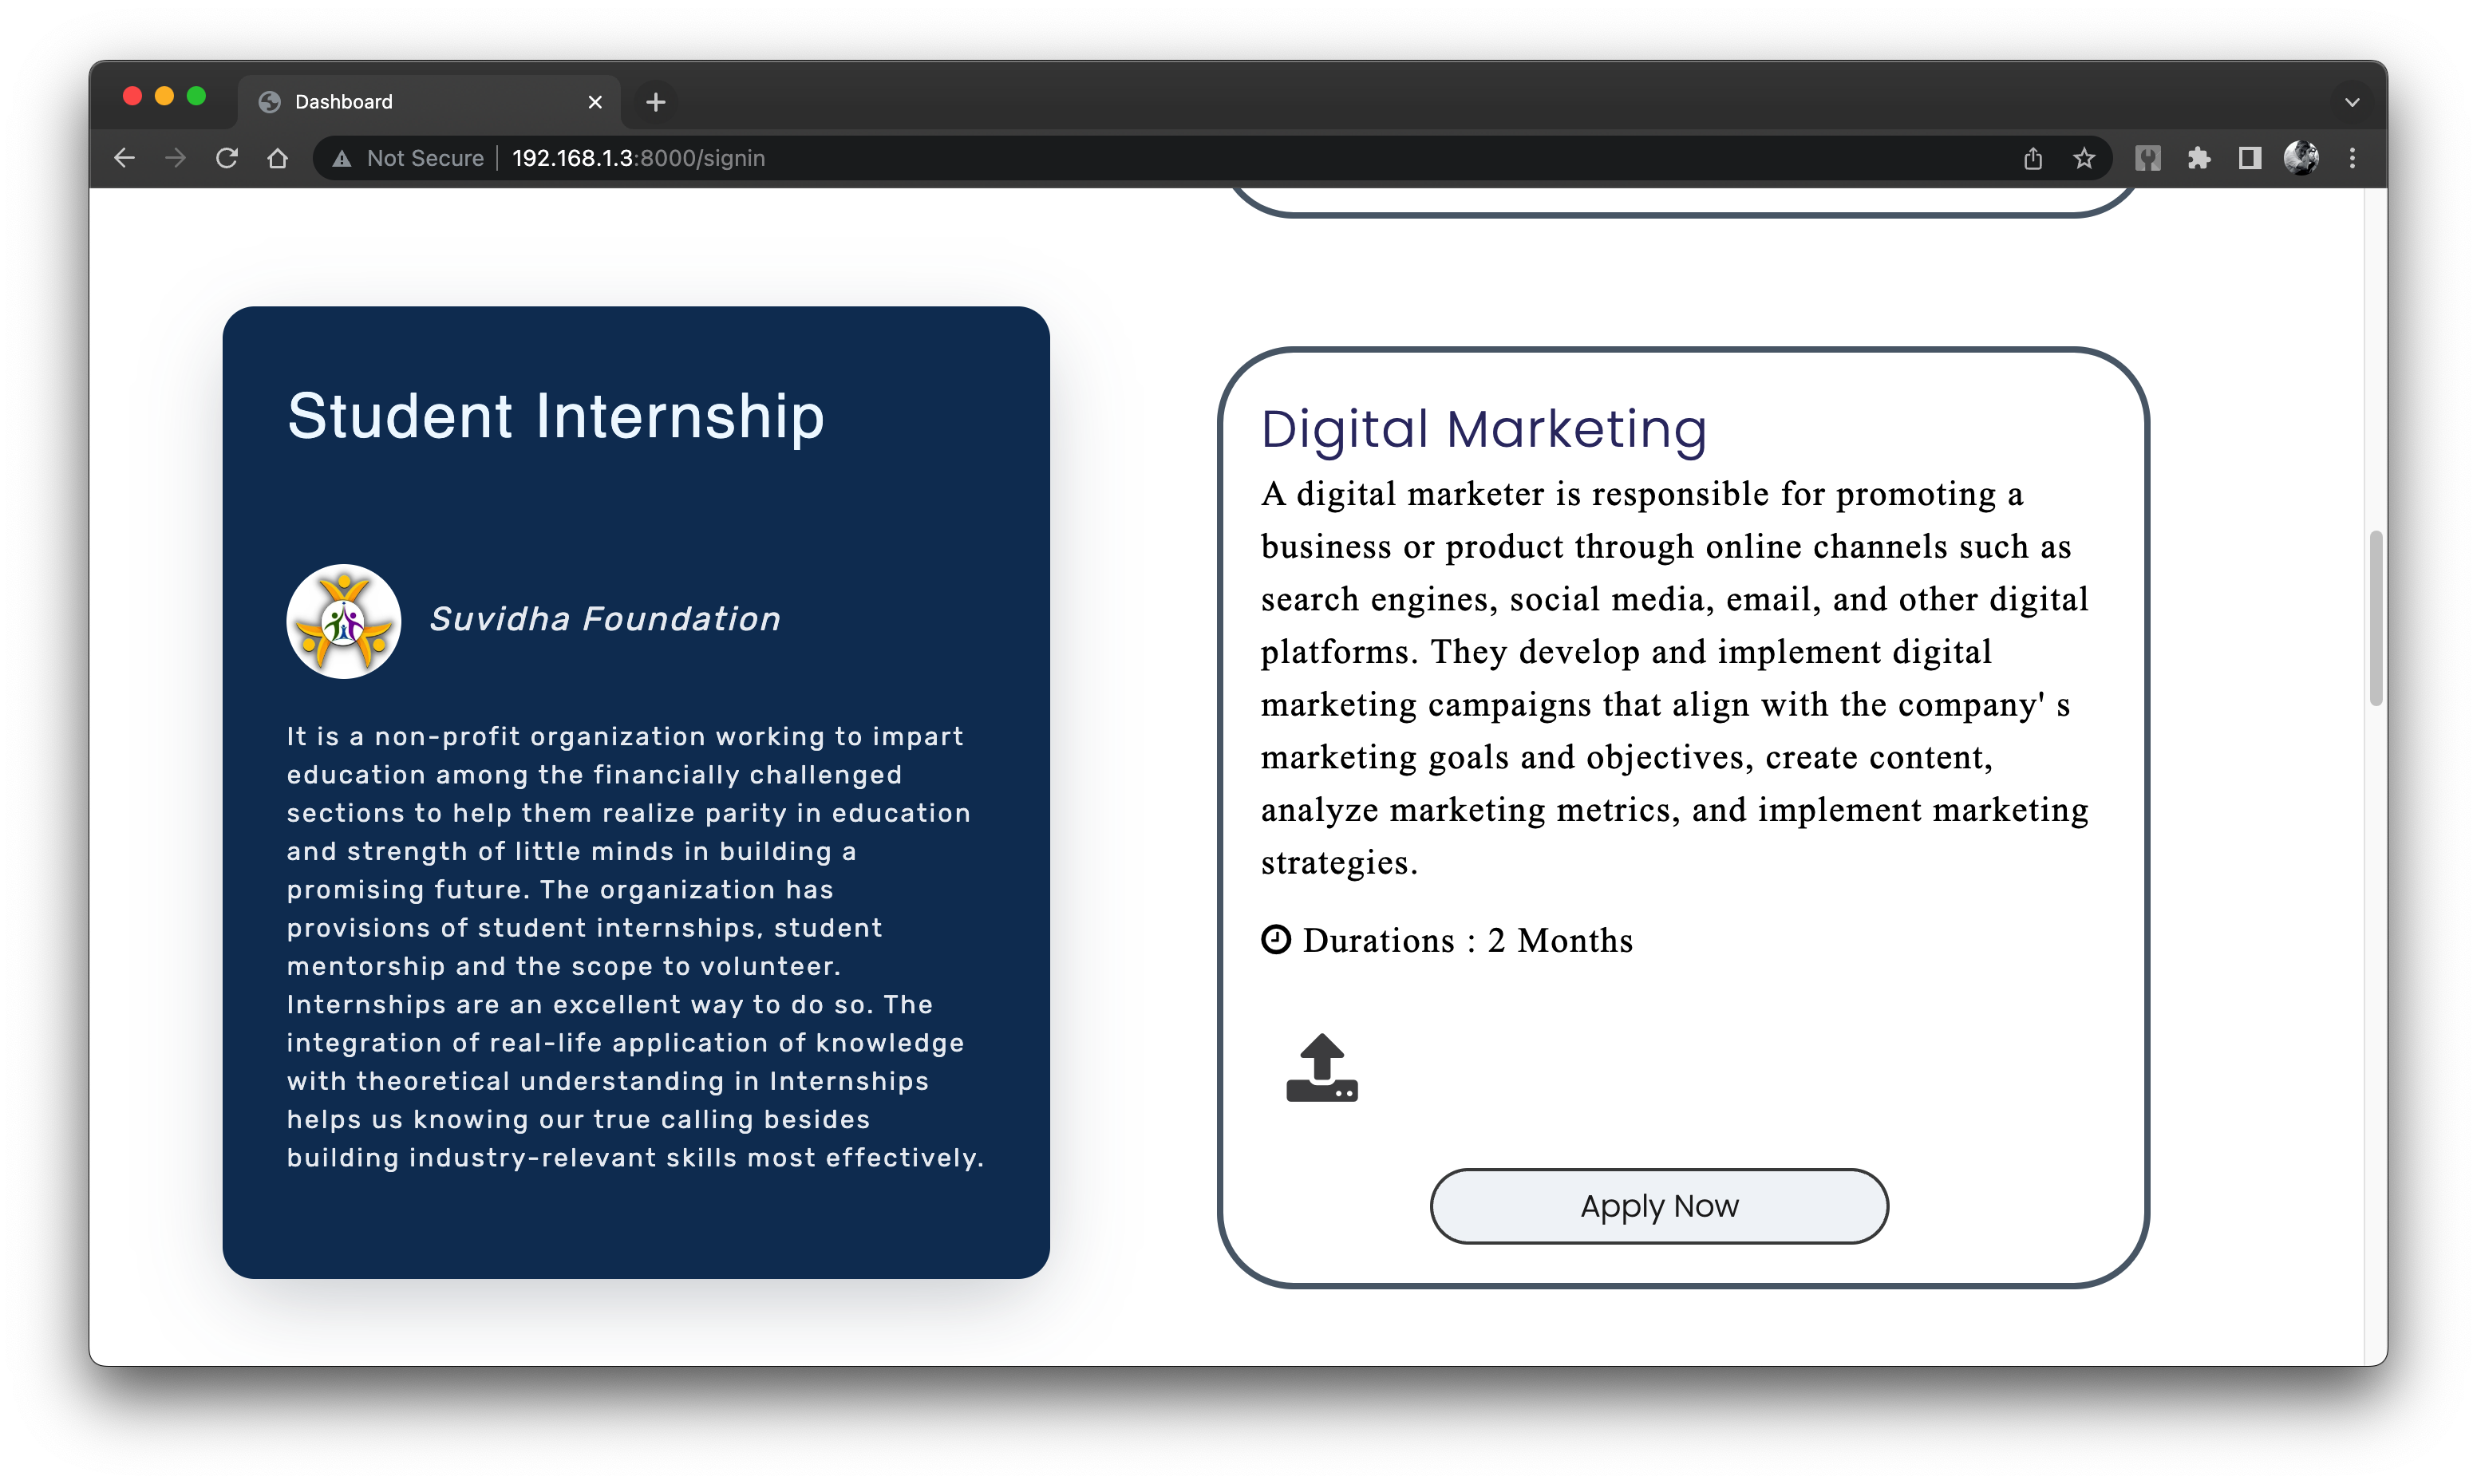 Dashboard
Not Secure
192.168.1.3:8000/signin
Student Internship
Suvidha Foundation
It is a non-profit organization working to impart
education among the financially challenged
sections to help them realize parity in education
and strength of little minds in building a
promising future. The organization has
provisions of student internships, student
mentorship and the scope to volunteer.
Internships are an excellent way to do so. The
integration of real-life application of knowledge
with theoretical understanding in Internships
helps us knowing our true calling besides
building industry-relevant skills most effectively.
Digital Marketing
A digital marketer is responsible for promoting a
business or product through online channels such as
search engines, social media, email, and other digital
platforms. They develop and implement digital
marketing campaigns that align with the company' s
marketing goals and objectives, create content,
analyze marketing metrics, and implement marketing
strategies.
Durations : 2 Months
Apply Now